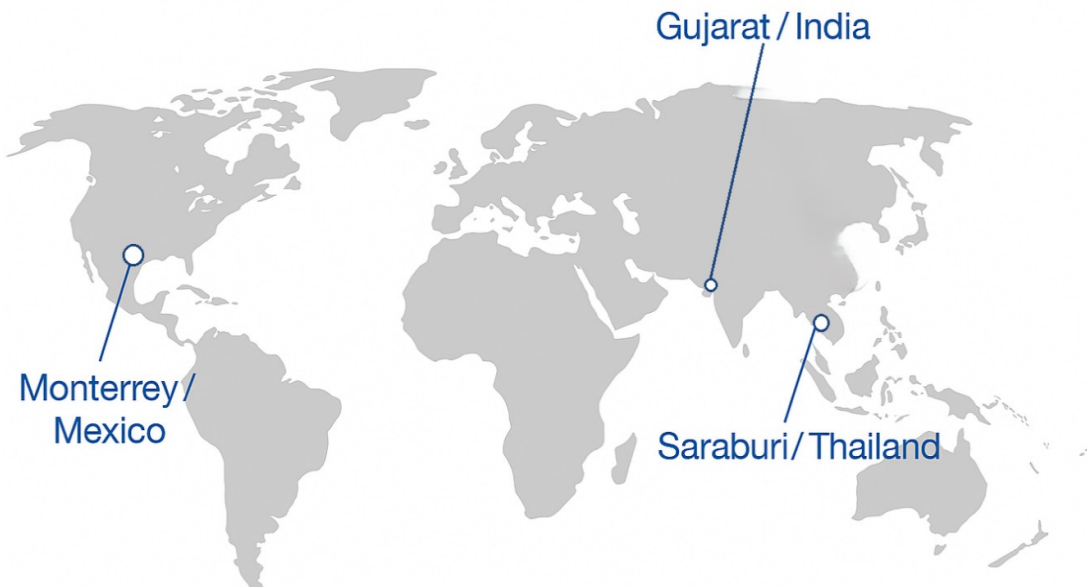 Gujarat / India
Monterrey /
Mexico
Saraburi / Thailand